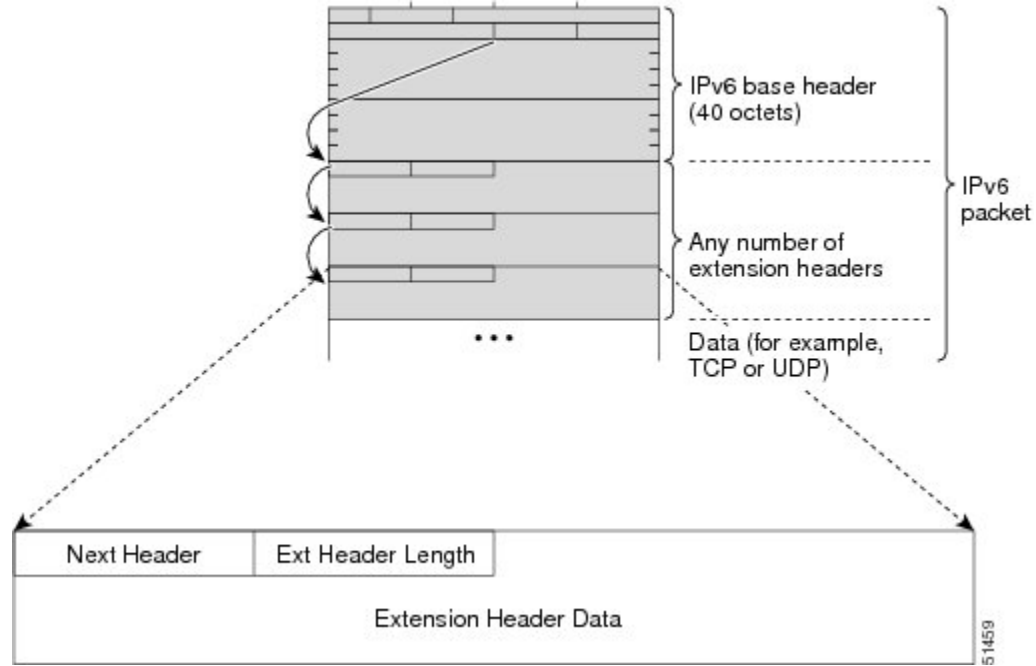 IPv6 base header
(40 octets)
IPv6
packet
Any number of
extension headers
Data (for example,
TCP or UDP)
Next Header
Ext Header Length
Extension Header Data
51459